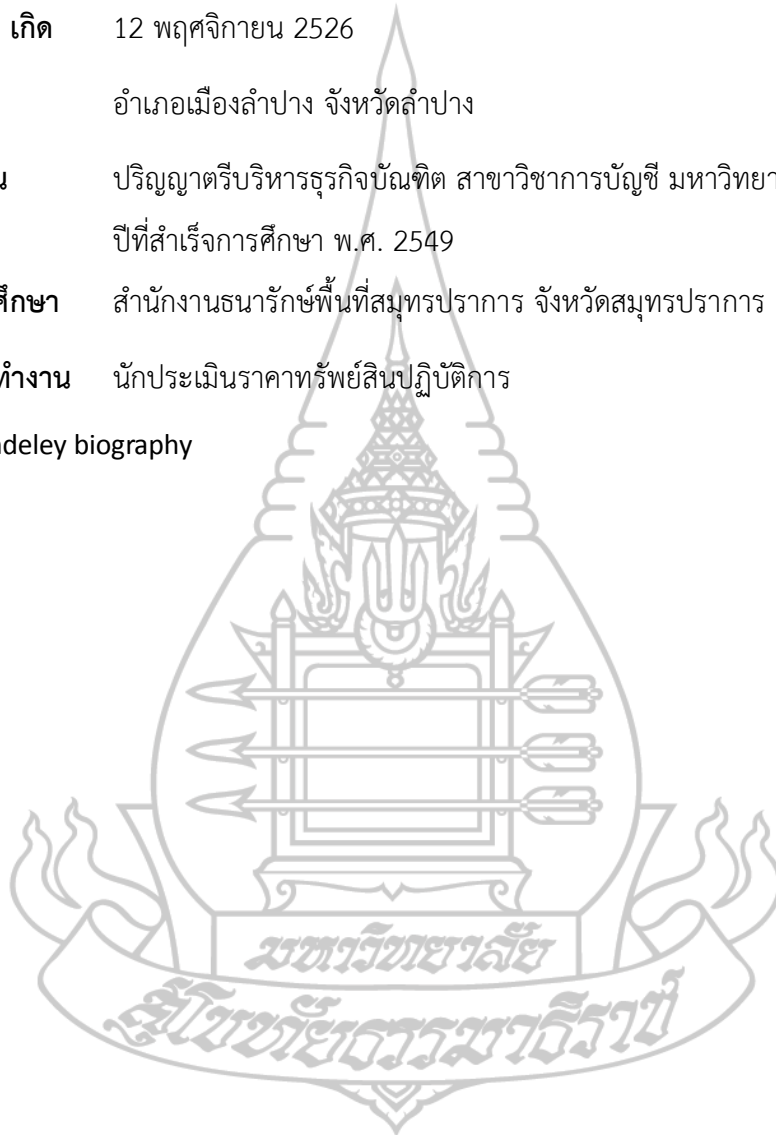 เกิด 12 พฤศจิกายน 2526
อำเภอเมืองลำปาง จังหวัดลำปาง
น ปริญญาตรีบริหารธุรกิจบัณฑิต สาขาวิชาการบัญชี มหาวิทยา
ปีที่สำเร็จการศึกษา พ.ศ. 2549
ศึกษา สำนักงานธนารักษ์พื้นที่สมุทรปราการ จังหวัดสมุทรปราการ
ทำงาน นักประเมินราคาทรัพย์สินปฏิบัติการ
deley biography
มหาวิทยาลัย
สุโขทัยธรรมาธิราช